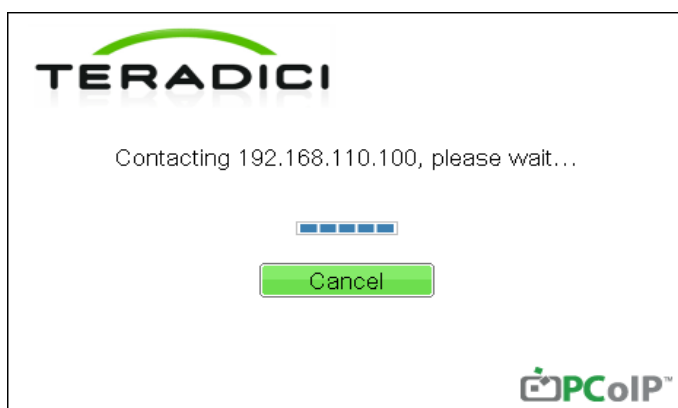 TERADICI
Contacting 192.168.110.100, please wait...
Cancel
PCoIP™